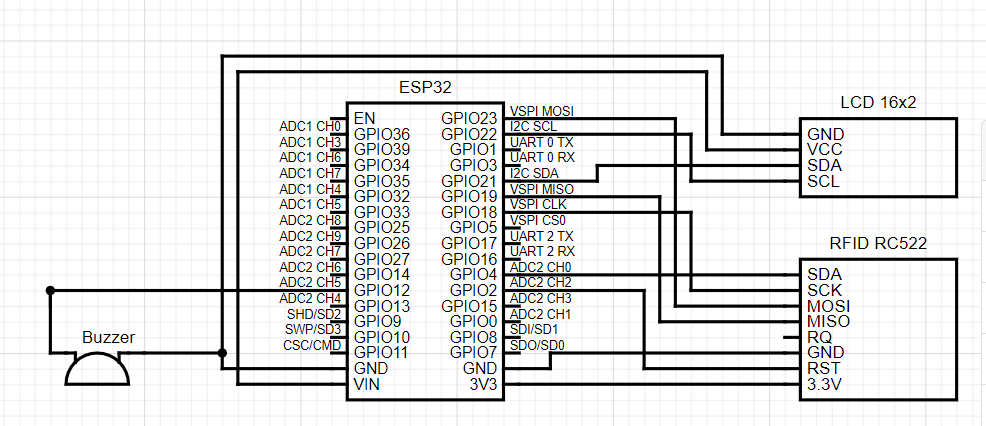 ESP32
ADC1 CH0
ADC1 CH3
ADC1 CH6
ADC1 CH7
ADC1 CH4
ADC1 CH5
ADC2 CH8
ADC2 CH9
ADC2 CH7
ADC2 CH6
ADC2 CH5
ADC2 CH4
SHD/SD2
SWP/SD3
CSC/CMD
EN
GPIO36
GPIO39
GPIO34
GPIO35
GPIO32
GPIO33
GPIO25
GPIO26
GPIO27
GPIO14
GPIO12
GPIO13
GPIO9
GPIO10
GPIO11
GND
VIN
GPIO23
GPIO22
GPIO1
GPIO3
GPIO21
GPIO19
GPIO18
GPIO5
GPIO17
GPIO16
GPIO4
GPIO2
GPIO15
GPIO0
GPIO8
GPIO7
GND
3V3
VSPI MOSI
I2C SCL
UART 0 TX
UART 0 RX
I2C SDA
VSPI MISO
VSPI CLK
VSPI CS0
UART 2 TX
UART 2 RX
ADC2 CH0
ADC2 CH2
ADC2 CH3
ADC2 CH1
SDI/SD1
SDO/SD0
Buzzer
LCD 16x2
GND
VCC
SDA
SCL
RFID RC522
SDA
SCK
MOSI
MISO
RQ
GND
RST
3.3V